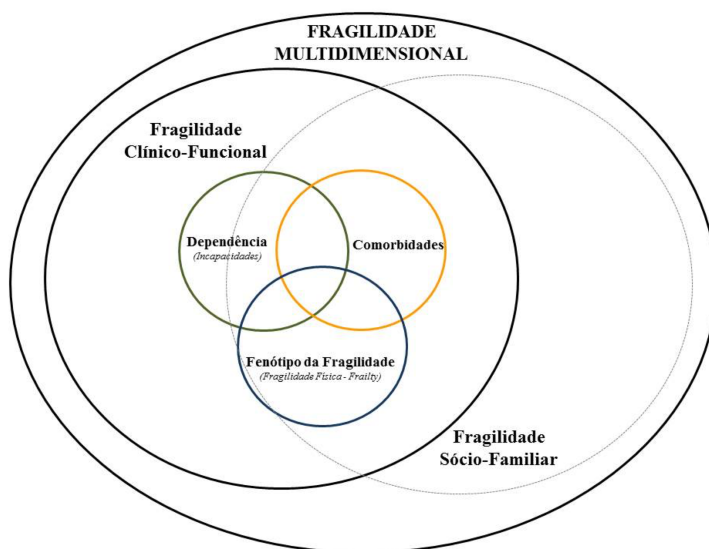 FRAGILIDADE
MULTIDIMENSIONAL
Fragilidade
Clínico-Funcional
Dependência
(Incapacidades)
Comorbidades
Fenótipo da Fragilidade
(Fragilidade Física - Frailty)
Fragilidade
Sócio-Familiar